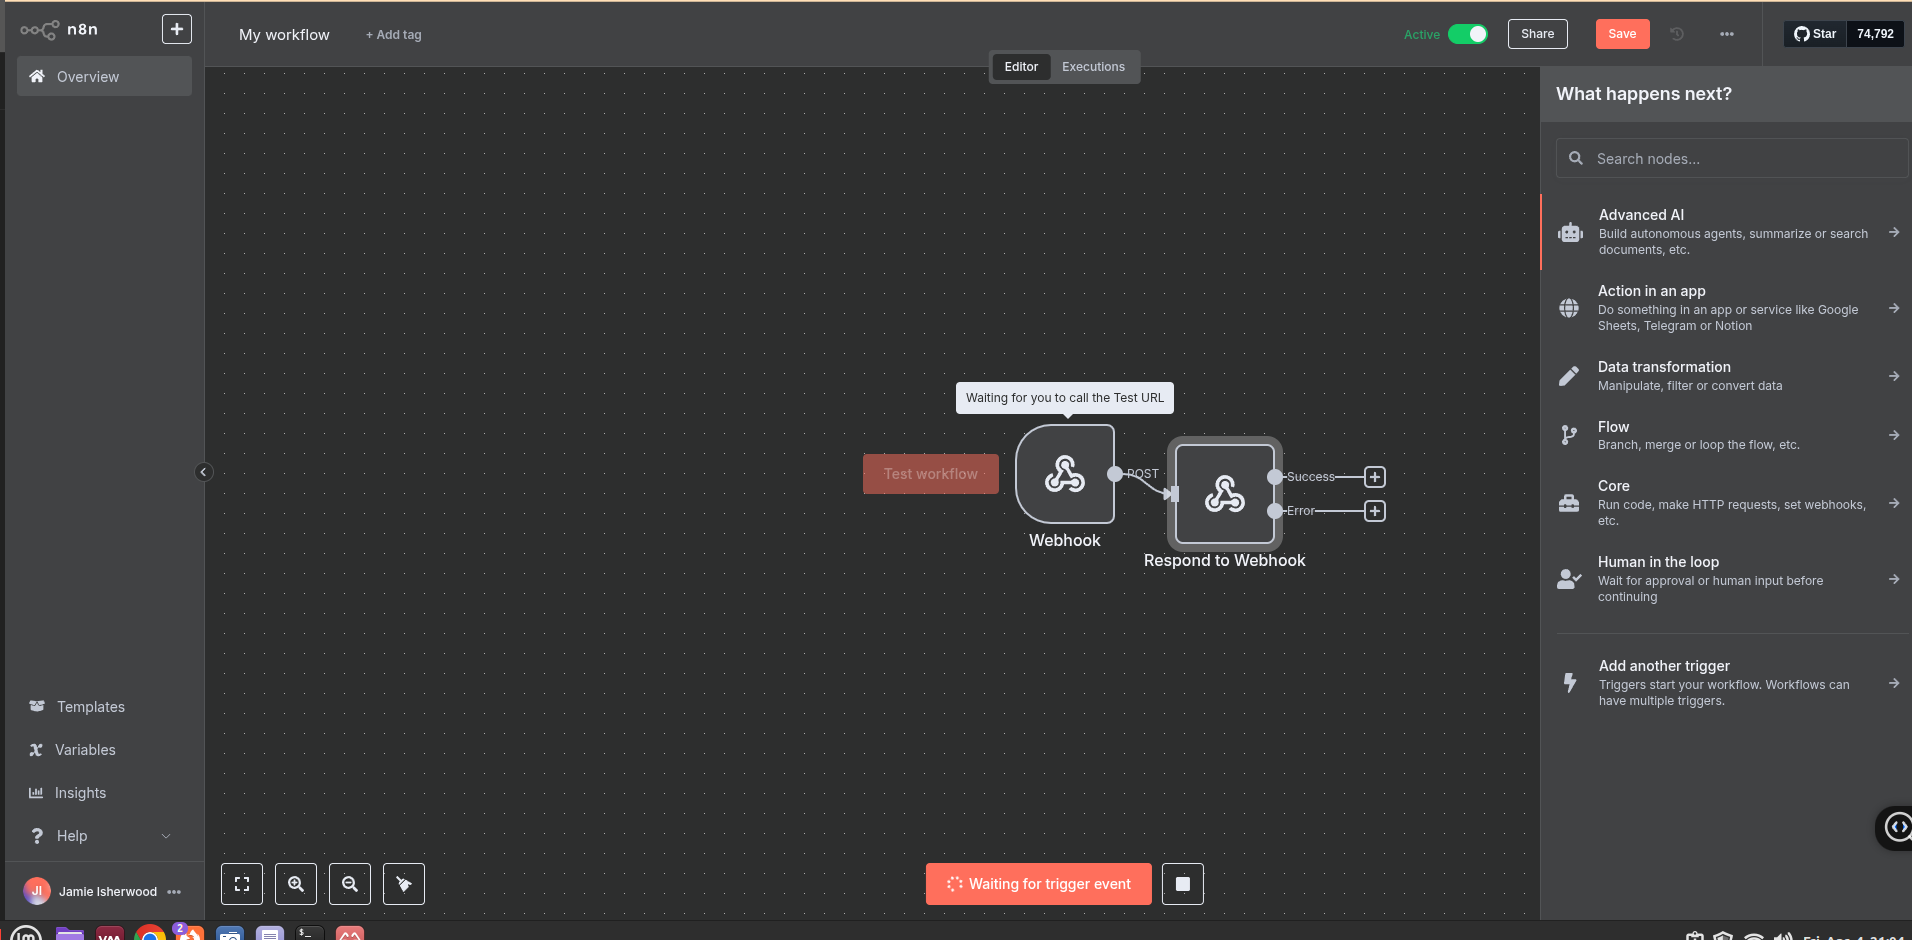 n8n
+
Overview
My workflow
+ Add tag
Active
Share
Save
Star
74,792
Editor
Executions
What happens next?
Search nodes...
Advanced AI
Build autonomous agents, summarize or search
documents, etc.
Action in an app
Do something in an app or service like Google
Sheets, Telegram or Notion
Data transformation
Manipulate, filter or convert data
Flow
Branch, merge or loop the flow, etc.
Core
Run code, make HTTP requests, set webhooks,
etc.
Human in the loop
Wait for approval or human input before
continuing
Add another trigger
Triggers start your workflow. Workflows can
have multiple triggers.
Waiting for you to call the Test URL
Test workflow
POST
Success
Error
Webhook
Respond to Webhook
Templates
Variables
Insights
Help
JI
Jamie Isherwood
Waiting for trigger event
2